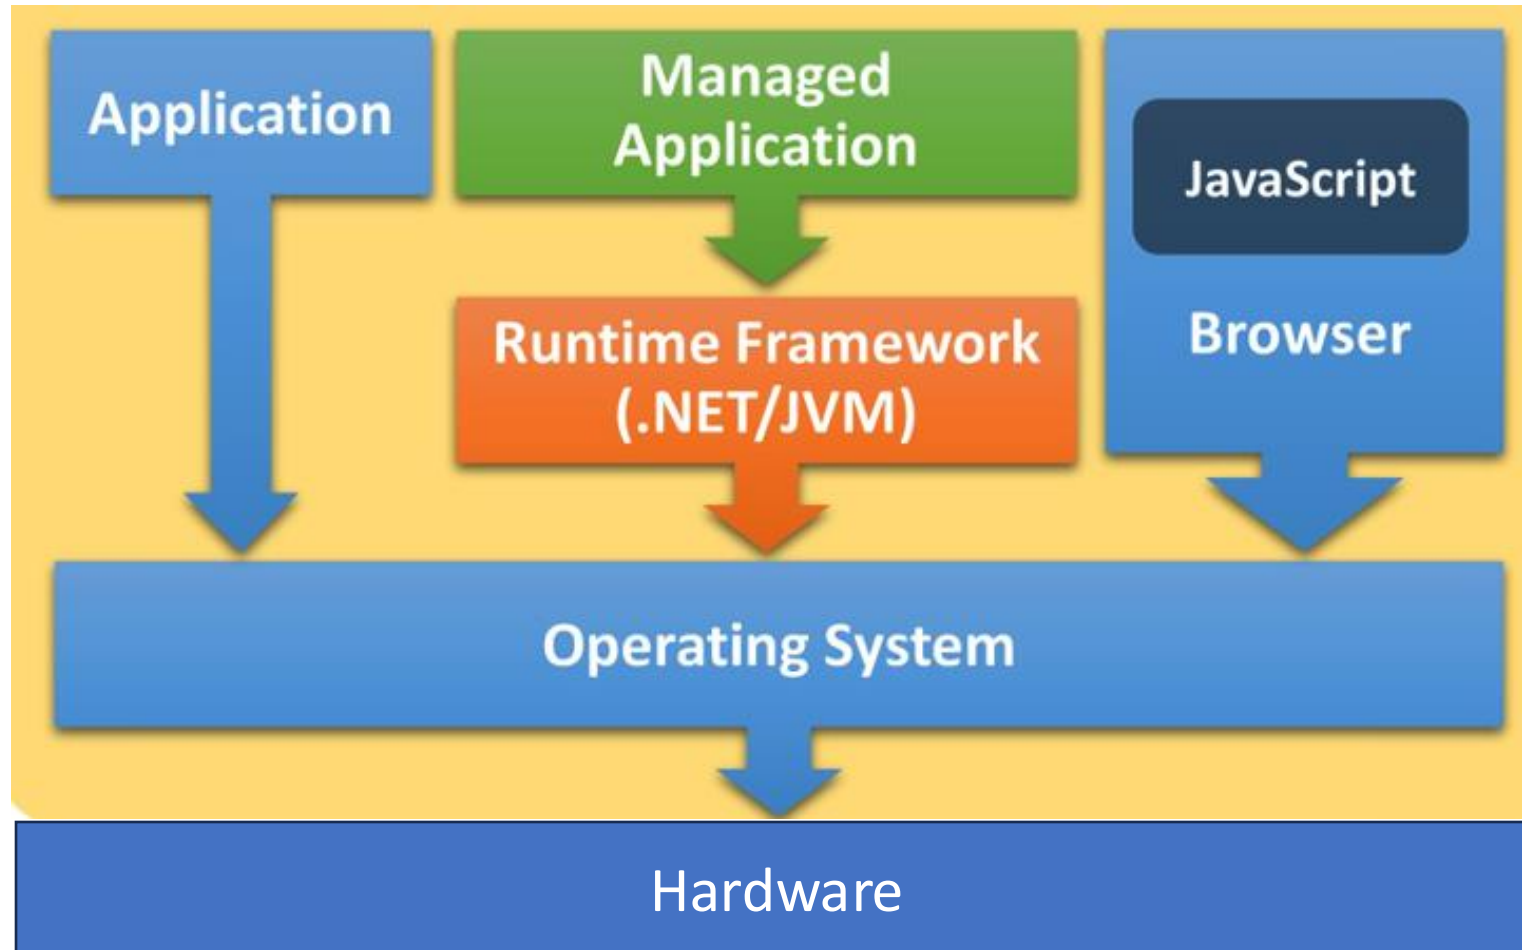 Application
Managed
Application
JavaScript
Browser
Runtime Framework
(.NET/JVM)
Operating System
Hardware